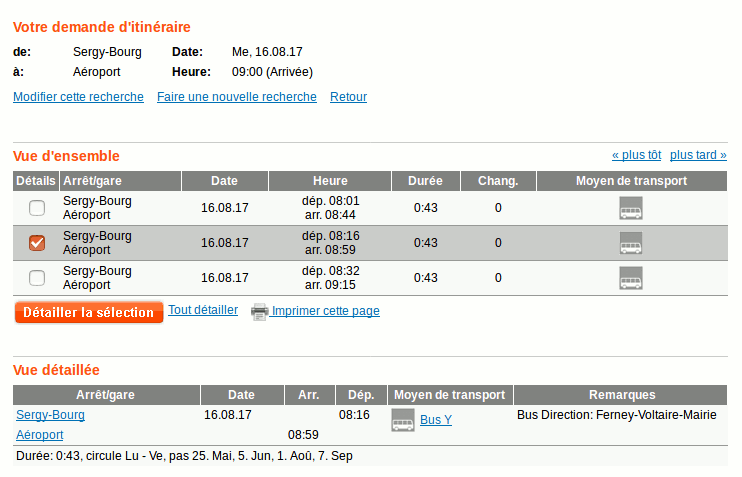 Votre demande d'itinéraire
de: Sergy-Bourg Date: Me, 16.08.17
à: Aéroport Heure: 09:00 (Arrivée)
Modifier cette recherche Faire une nouvelle recherche Retour
Vue d'ensemble « plus tôt plus tard »
Détails Arrêt/gare Date Heure Durée Chang. Moyen de transport
Sergy-Bourg dép. 08:01
16.08.17 0:43 0
Aéroport arr. 08:44
Sergy-Bourg dép. 08:16
16.08.17 0:43 0
Aéroport arr. 08:59
Sergy-Bourg dép. 08:32
16.08.17 0:43 0
Aéroport arr. 09:15
Détailler la sélection Tout détailler Imprimer cette page
Vue détaillée
Arrêt/gare Date Arr. Dép. Moyen de transport Remarques
Sergy-Bourg 16.08.17 08:16 Bus Y Bus Direction: Ferney-Voltaire-Mairie
Aéroport 08:59
Durée: 0:43, circule Lu - Ve, pas 25. Mai, 5. Jun, 1. Aoû, 7. Sep